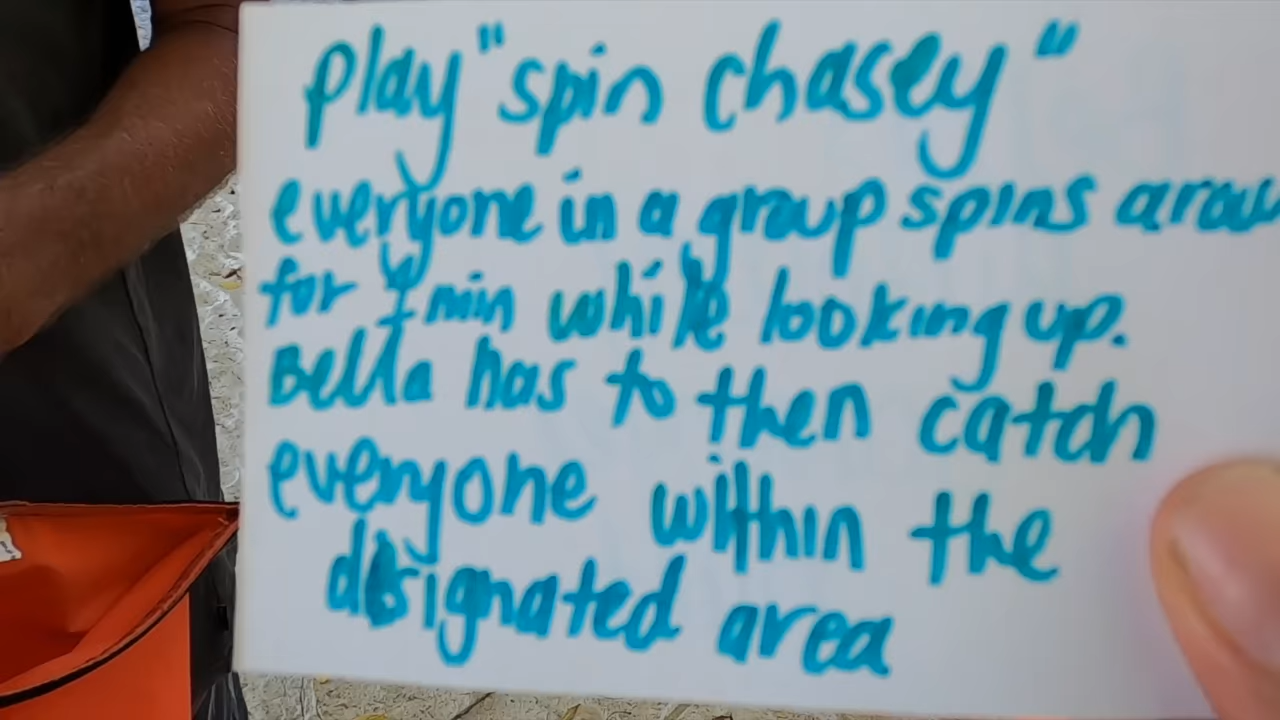 play "spin chasey"
everyone in a group spins arou
for 1 min while looking up.
Bella has to then catch
everyone within the
designated area